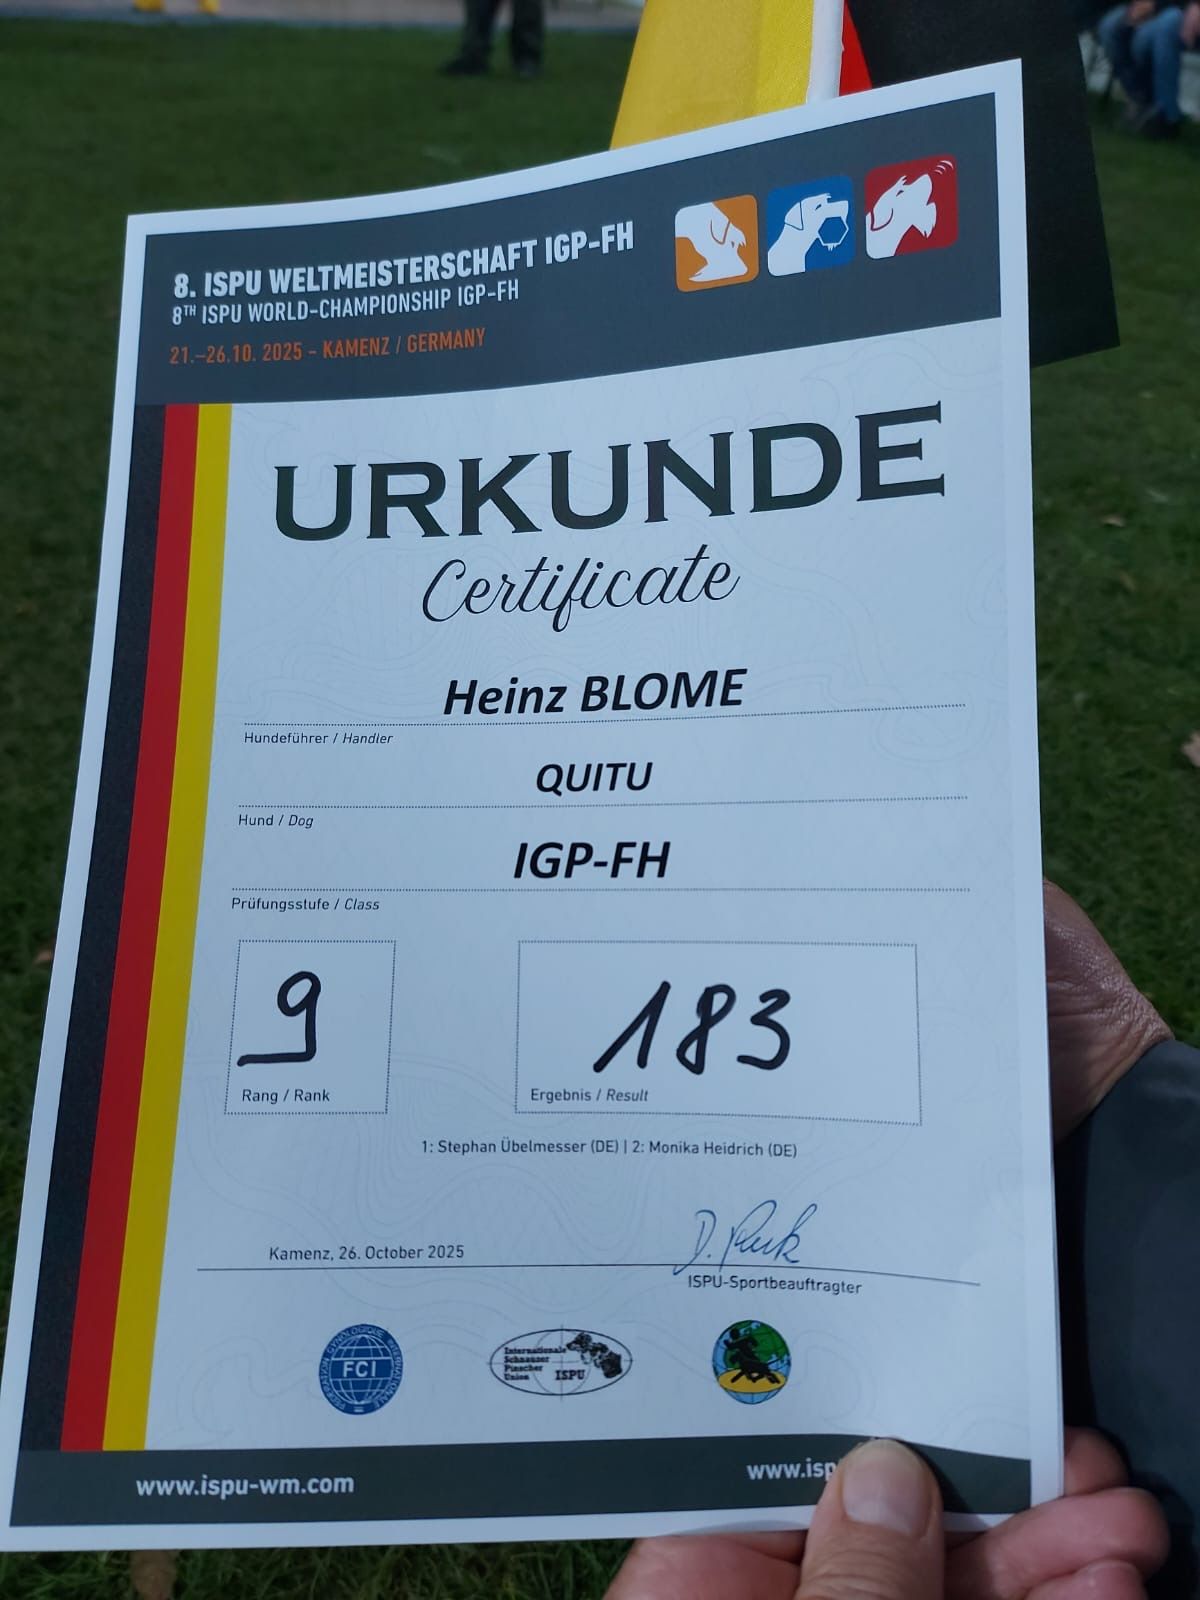 8. ISPU WELTMEISTERSCHAFT IGP-FH
8TH ISPU WORLD-CHAMPIONSHIP IGP-FH
21.–26.10. 2025 - KAMENZ / GERMANY
URKUNDE
Certificate
Heinz BLOME
Hundeführer / Handler
QUITU
Hund / Dog
IGP-FH
Prüfungsstufe / Class
9
Rang / Rank
183
Ergebnis / Result
1: Stephan Übelmesser (DE) | 2: Monika Heidrich (DE)
Kamenz, 26. October 2025
ISPU-Sportbeauftragter
FEDERATION CYNOLOGIQUE INTERNATIONALE
FCI
Internationale
Schnauzer
Pinscher
Union
ISPU
www.ispu-wm.com